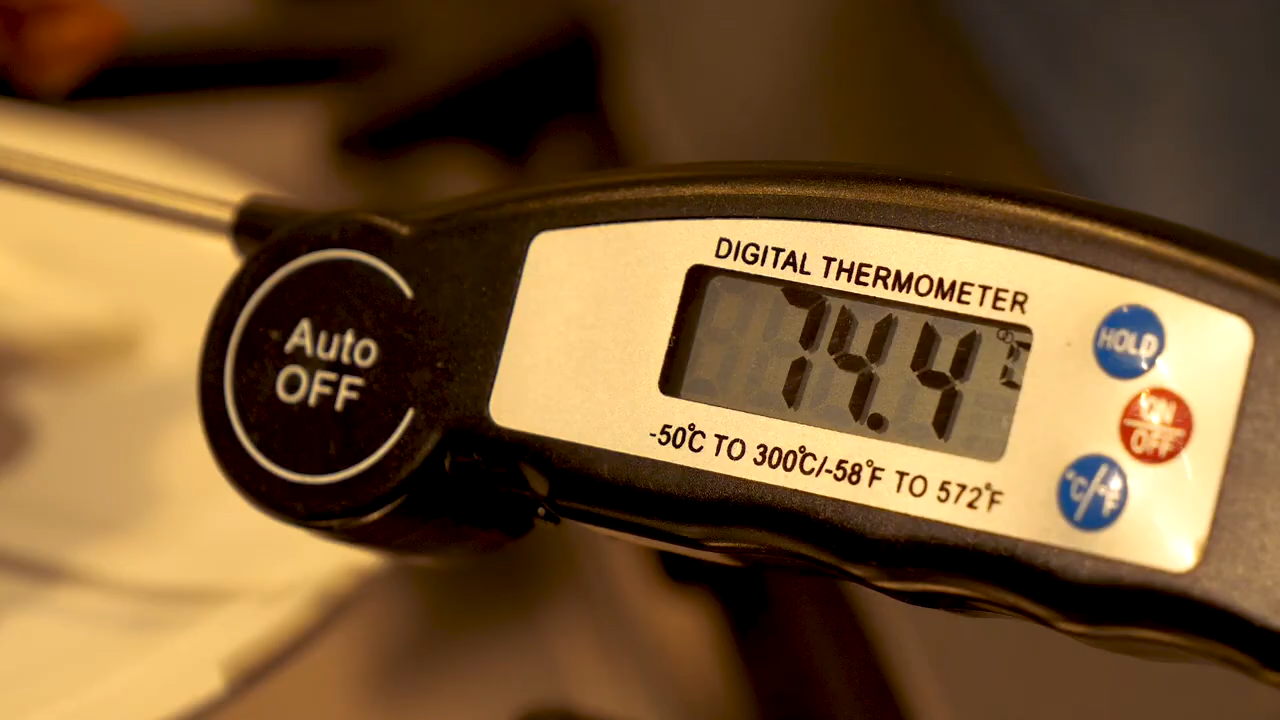 Auto
OFF
DIGITAL THERMOMETER
74.4 °C
-50°C TO 300°C/-58°F TO 572°F
HOLD
ON
OFF
°C/°F